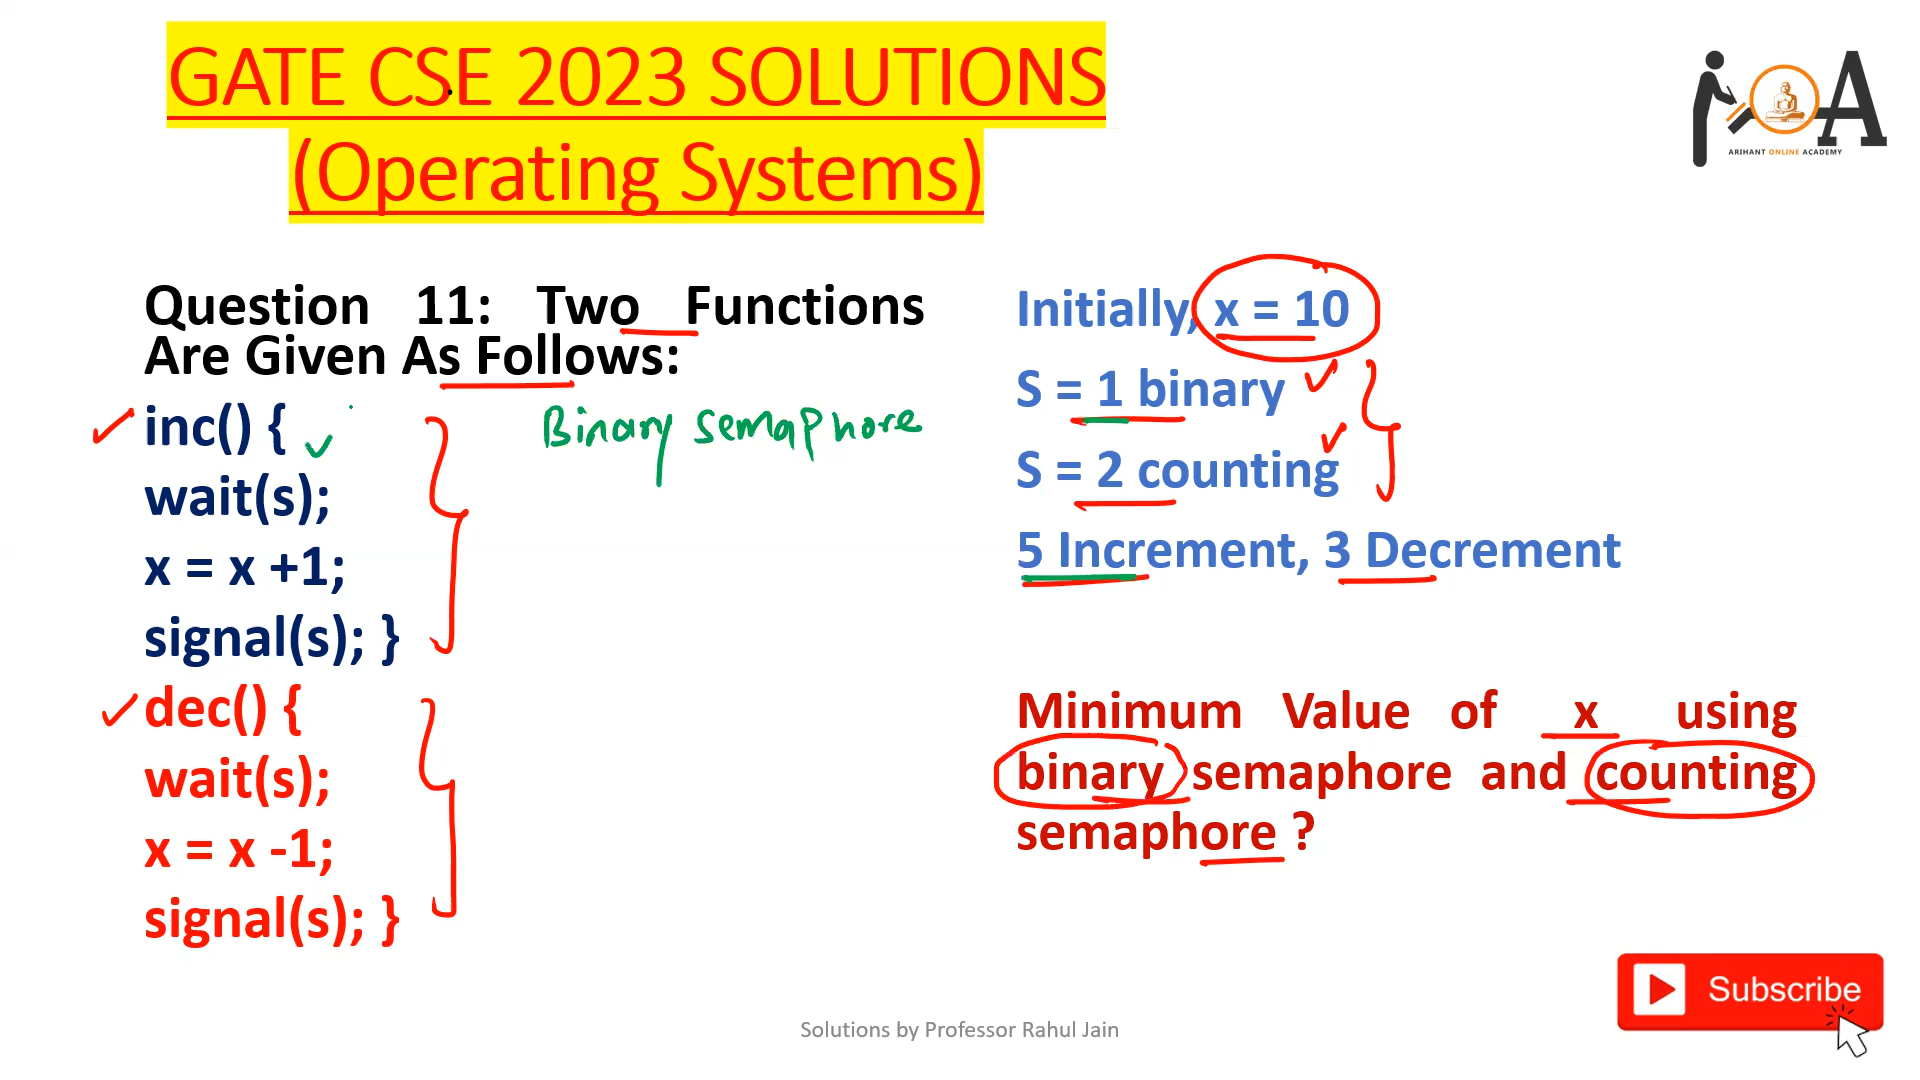 GATE CSE 2023 SOLUTIONS
(Operating Systems)
ARIHANT ONLINE ACADEMY
Question 11: Two Functions
Are Given As Follows:
inc() {
wait(s);
x = x +1;
signal(s); }
dec() {
wait(s);
x = x -1;
signal(s); }
Binary semaphore
Initially, x = 10
S = 1 binary
S = 2 counting
5 Increment, 3 Decrement
Minimum Value of x using
binary semaphore and counting
semaphore ?
Subscribe
Solutions by Professor Rahul Jain